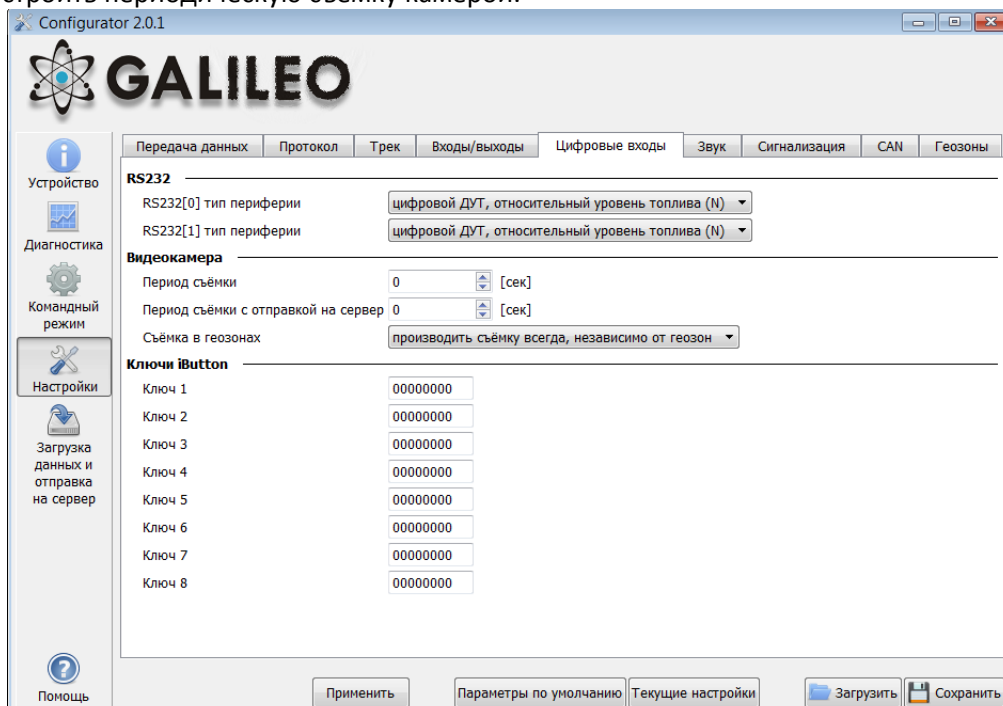 строить периодическую съёмку камерой.
Configurator 2.0.1
GALILEO
Устройство
Диагностика
Командный
режим
Настройки
Загрузка
данных и
отправка
на сервер
Помощь
Передача данных Протокол Трек Входы/выходы Цифровые входы Звук Сигнализация CAN Геозоны
RS232
RS232[0] тип периферии цифровой ДУТ, относительный уровень топлива (N)
RS232[1] тип периферии цифровой ДУТ, относительный уровень топлива (N)
Видеокамера
Период съёмки 0 [сек]
Период съёмки с отправкой на сервер 0 [сек]
Съёмка в геозонах производить съёмку всегда, независимо от геозон
Ключи iButton
Ключ 1 00000000
Ключ 2 00000000
Ключ 3 00000000
Ключ 4 00000000
Ключ 5 00000000
Ключ 6 00000000
Ключ 7 00000000
Ключ 8 00000000
Применить Параметры по умолчанию Текущие настройки Загрузить Сохранить